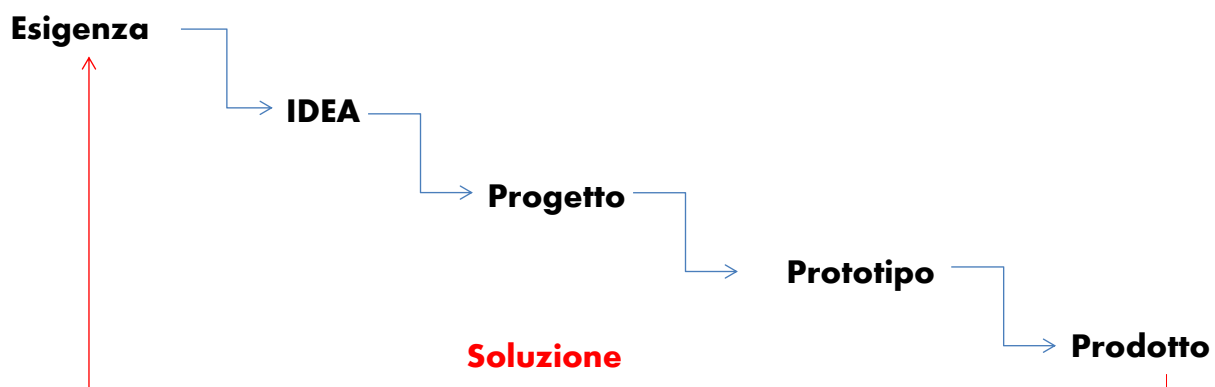 Esigenza
IDEA
Progetto
Prototipo
Prodotto
Soluzione